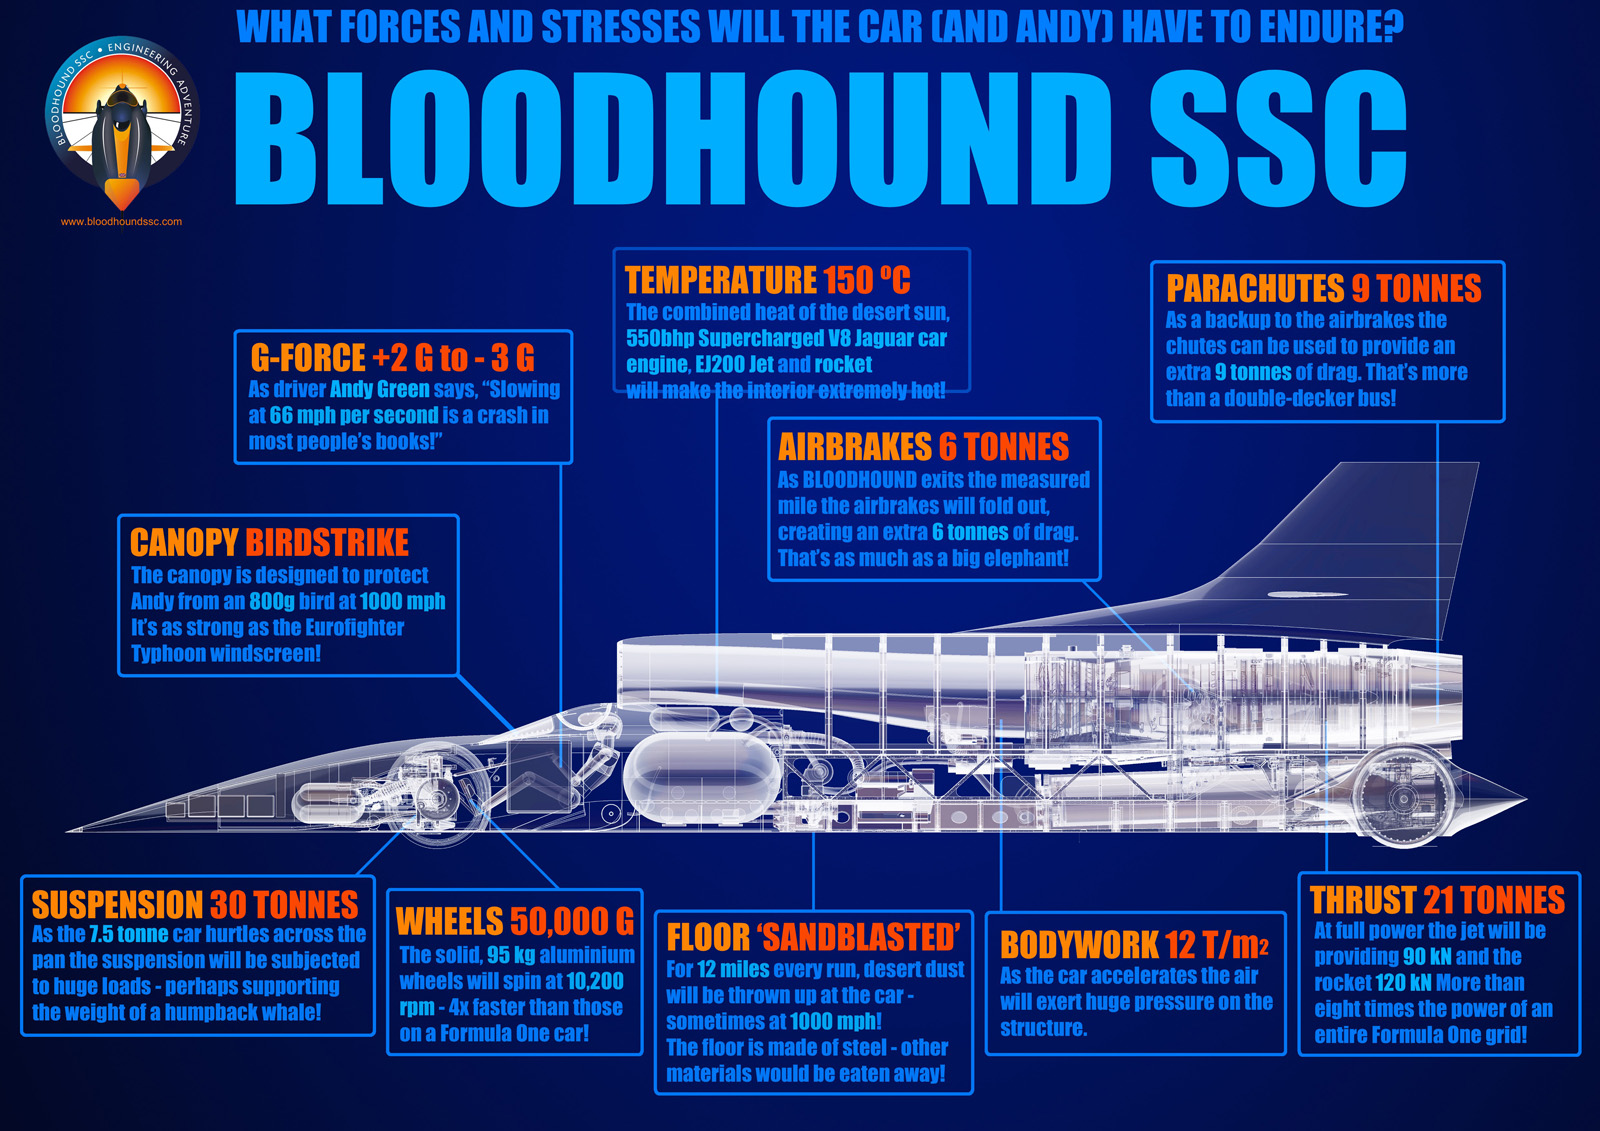 WHAT FORCES AND STRESSES WILL THE CAR (AND ANDY) HAVE TO ENDURE?
BLOODHOUND SSC
BLOODHOUND SSC • ENGINEERING ADVENTURE
www.bloodhoundssc.com
TEMPERATURE 150 ºC
The combined heat of the desert sun,
550bhp Supercharged V8 Jaguar car
engine, EJ200 Jet and rocket
will make the interior extremely hot!
PARACHUTES 9 TONNES
As a backup to the airbrakes the
chutes can be used to provide an
extra 9 tonnes of drag. That's more
than a double-decker bus!
G-FORCE +2 G to - 3 G
As driver Andy Green says, “Slowing
at 66 mph per second is a crash in
most people's books!”
AIRBRAKES 6 TONNES
As BLOODHOUND exits the measured
mile the airbrakes will fold out,
creating an extra 6 tonnes of drag.
That's as much as a big elephant!
CANOPY BIRDSTRIKE
The canopy is designed to protect
Andy from an 800g bird at 1000 mph
It's as strong as the Eurofighter
Typhoon windscreen!
SUSPENSION 30 TONNES
As the 7.5 tonne car hurtles across the
pan the suspension will be subjected
to huge loads - perhaps supporting
the weight of a humpback whale!
WHEELS 50,000 G
The solid, 95 kg aluminium
wheels will spin at 10,200
rpm - 4x faster than those
on a Formula One car!
FLOOR ‘SANDBLASTED’
For 12 miles every run, desert dust
will be thrown up at the car -
sometimes at 1000 mph!
The floor is made of steel - other
materials would be eaten away!
BODYWORK 12 T/m2
As the car accelerates the air
will exert huge pressure on the
structure.
THRUST 21 TONNES
At full power the jet will be
providing 90 kN and the
rocket 120 kN More than
eight times the power of an
entire Formula One grid!